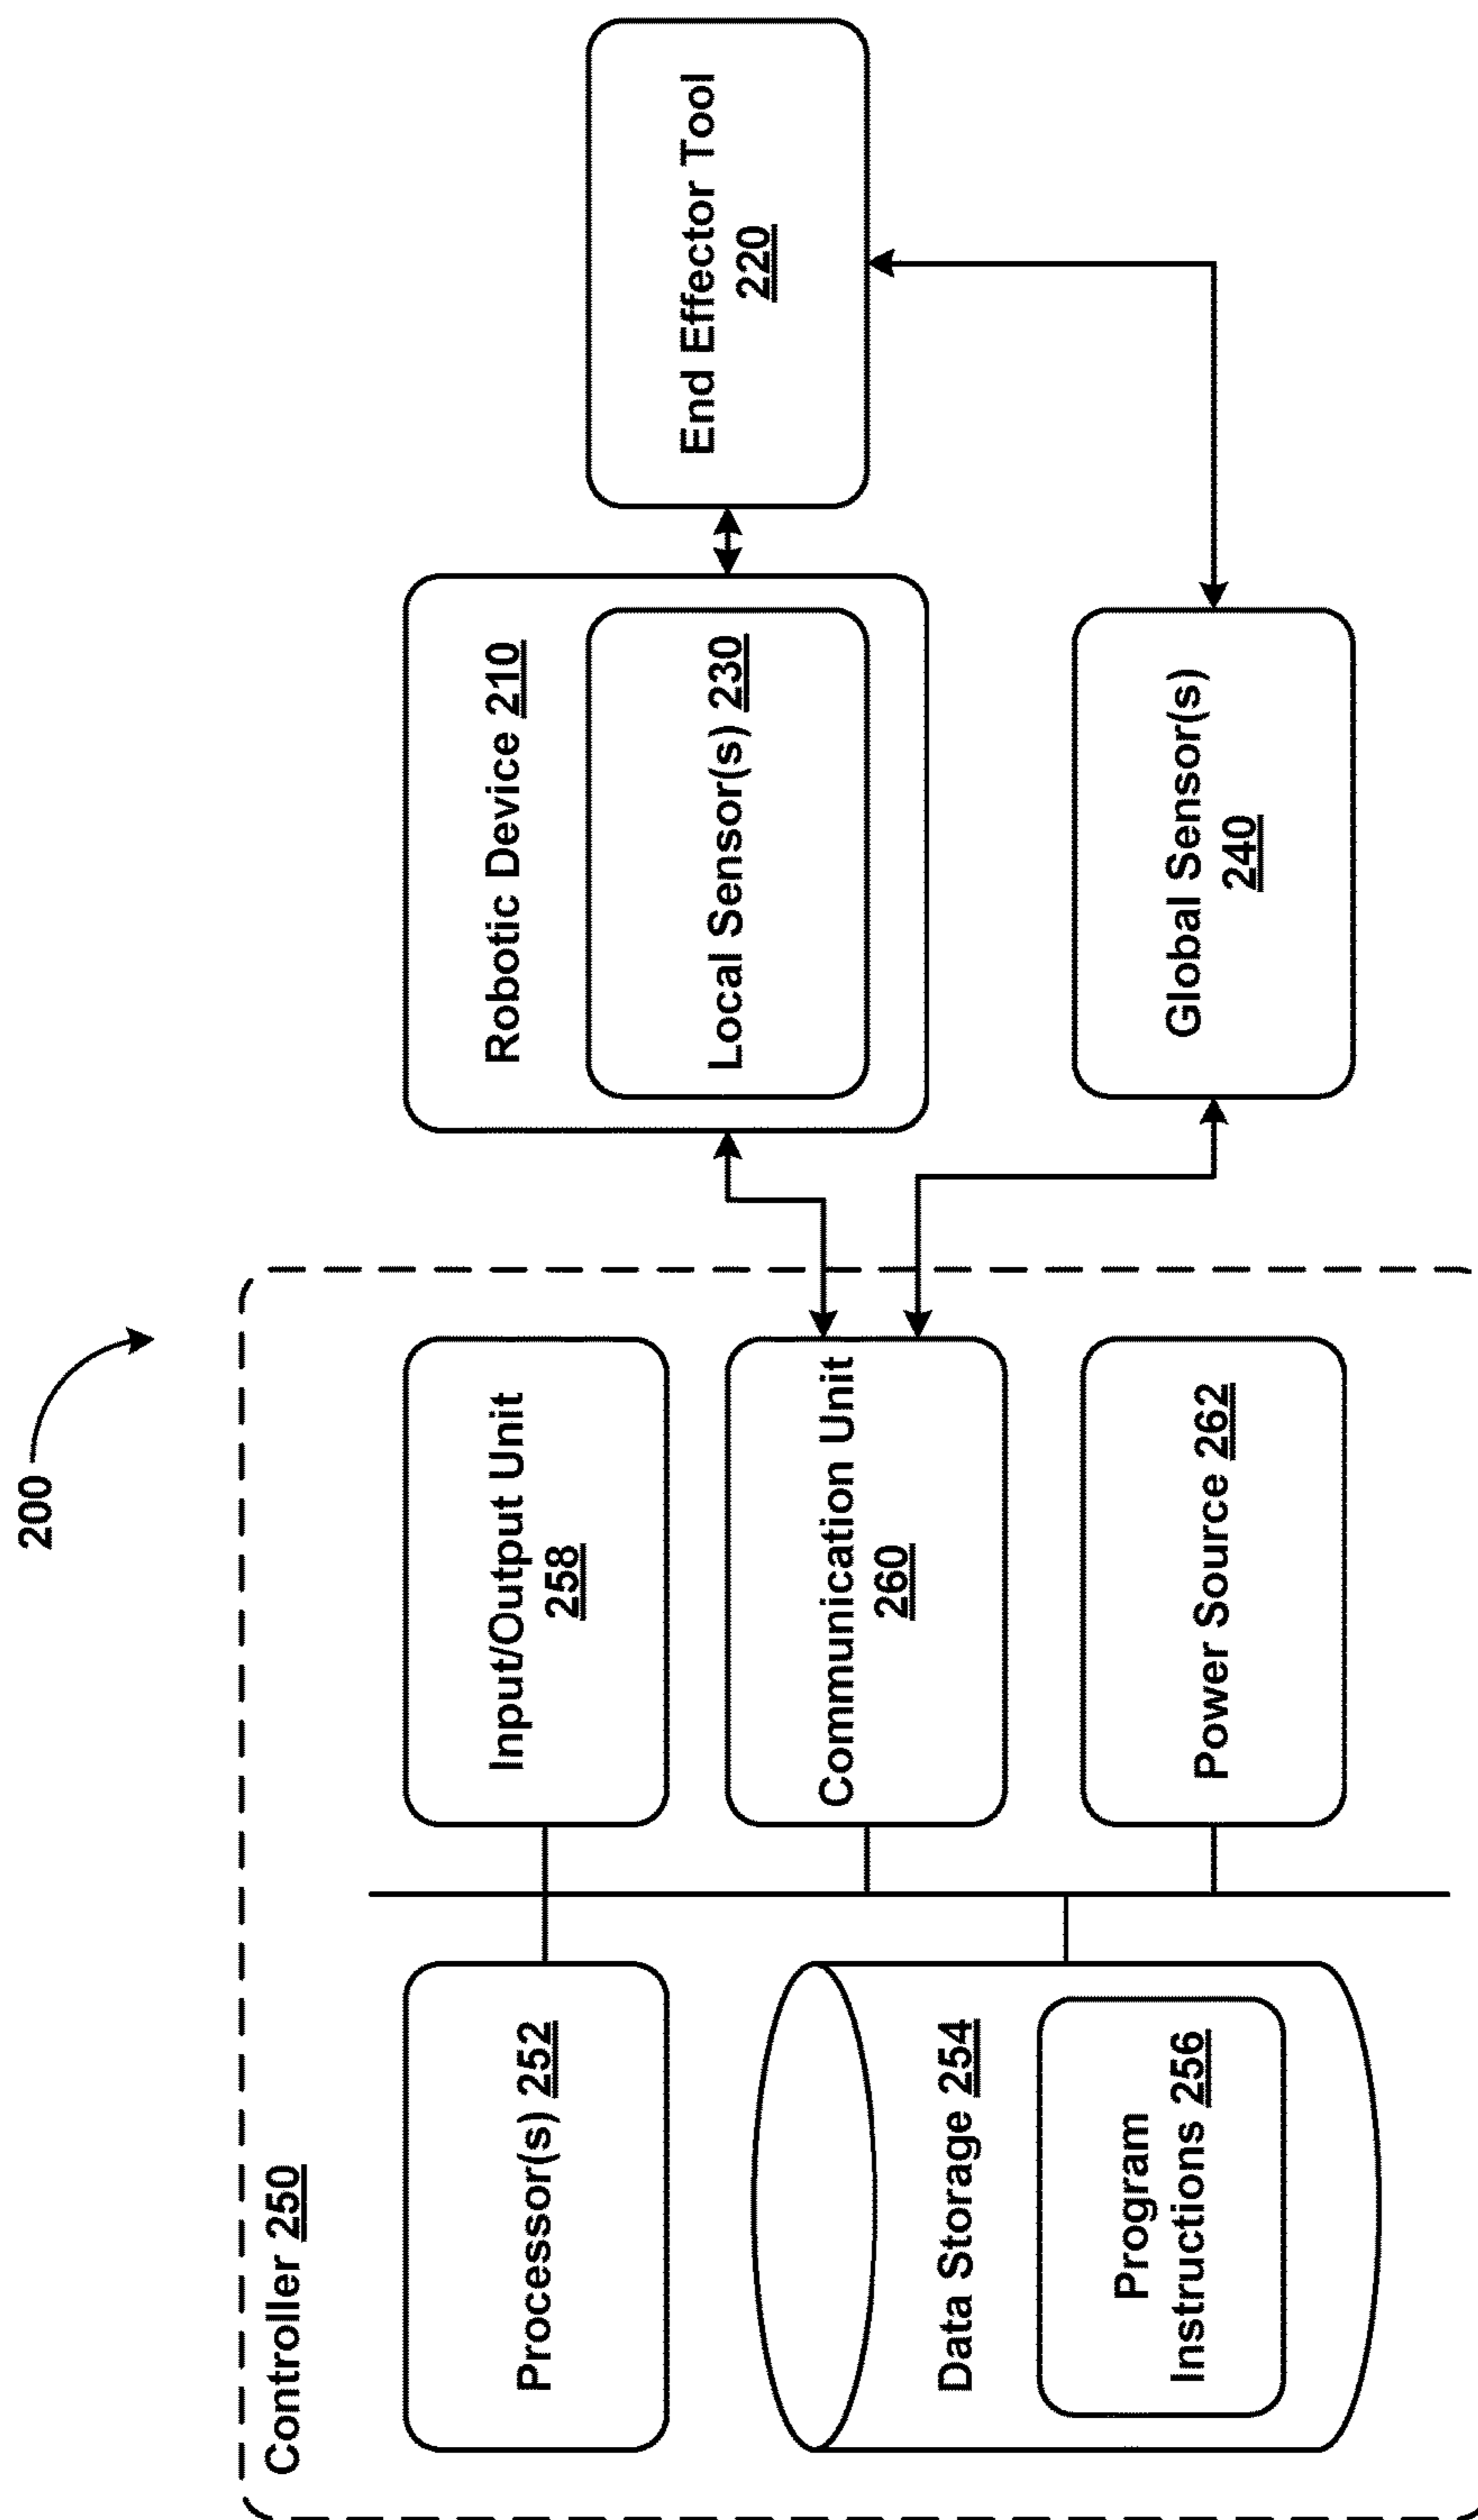 200
Controller 250
Processor(s) 252
Data Storage 254
Program
Instructions 256
Input/Output Unit
258
Communication Unit
260
Power Source 262
Robotic Device 210
Local Sensor(s) 230
Global Sensor(s)
240
End Effector Tool
220